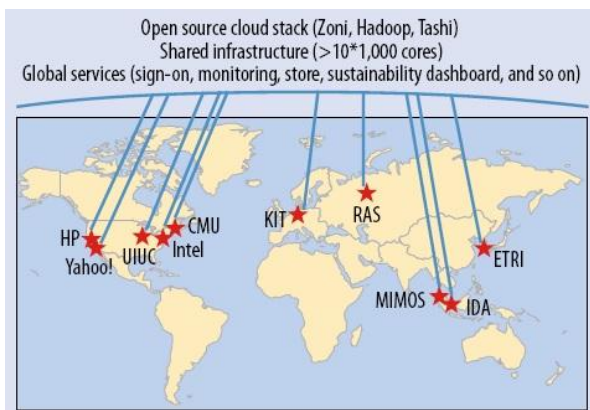 Open source cloud stack (Zoni, Hadoop, Tashi)
Shared infrastructure (>10*1,000 cores)
Global services (sign-on, monitoring, store, sustainability dashboard, and so on)
HP
Yahoo!
UIUC
CMU
Intel
KIT
RAS
ETRI
MIMOS
IDA